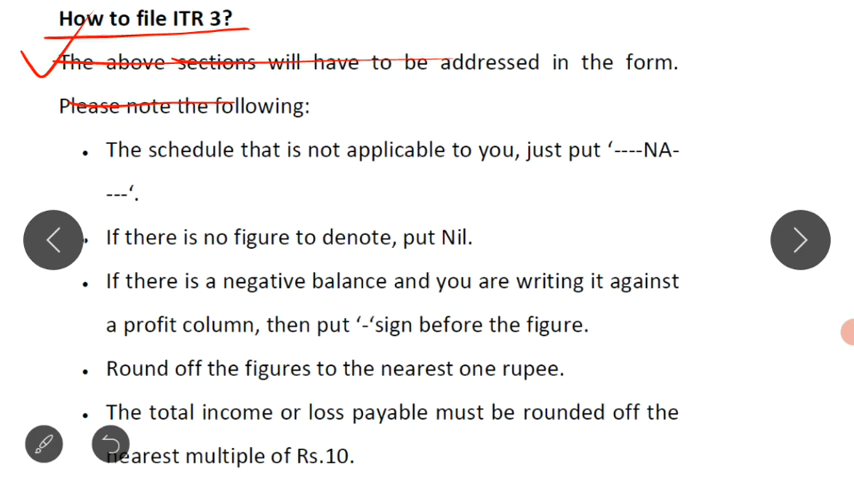 How to file ITR 3?
The above sections will have to be addressed in the form.
Please note the following:
• The schedule that is not applicable to you, just put ‘----NA-
---‘.
• If there is no figure to denote, put Nil.
• If there is a negative balance and you are writing it against
a profit column, then put ‘-‘sign before the figure.
• Round off the figures to the nearest one rupee.
• The total income or loss payable must be rounded off the
nearest multiple of Rs.10.